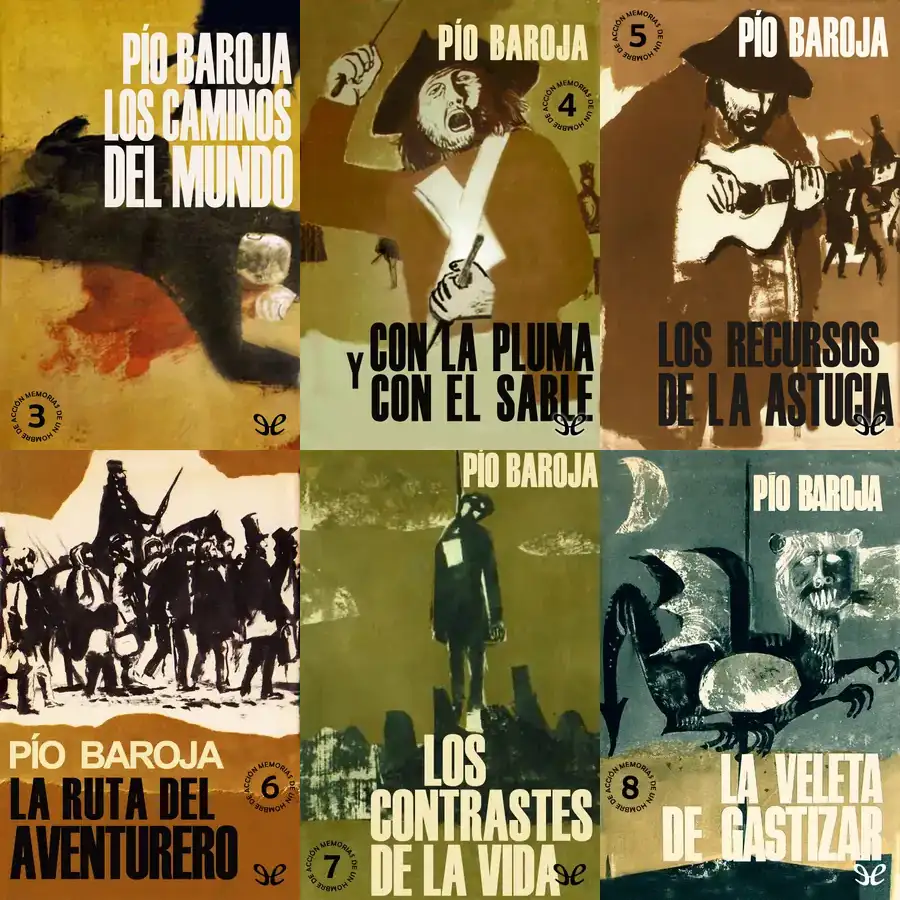 PÍO BAROJA
LOS CAMINOS
DEL MUNDO
3
MEMORIAS DE UN HOMBRE DE ACCIÓN
PÍO BAROJA
4
MEMORIAS DE UN HOMBRE DE ACCIÓN
CON LA PLUMA
Y CON EL SABLE
5
MEMORIAS DE UN HOMBRE DE ACCIÓN
PÍO BAROJA
LOS RECURSOS
DE LA ASTUCIA
PÍO BAROJA
LA RUTA DEL
AVENTURERO
6
MEMORIAS DE UN HOMBRE DE ACCIÓN
PÍO BAROJA
LOS
CONTRASTES
DE LA VIDA
7
MEMORIAS DE UN HOMBRE DE ACCIÓN
PÍO BAROJA
8
MEMORIAS DE UN HOMBRE DE ACCIÓN
LA VELETA
DE GASTIZAR